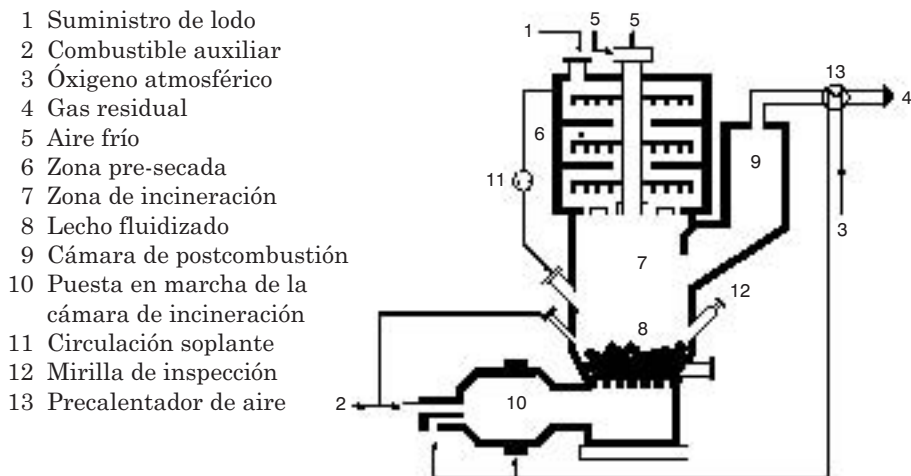 1 Suministro de lodo
2 Combustible auxiliar
3 Óxigeno atmosférico
4 Gas residual
5 Aire frío
6 Zona pre-secada
7 Zona de incineración
8 Lecho fluidizado
9 Cámara de postcombustión
10 Puesta en marcha de la
cámara de incineración
11 Circulación soplante
12 Mirilla de inspección
13 Precalentador de aire
1
5
5
13
4
6
9
11
3
7
12
8
2
10